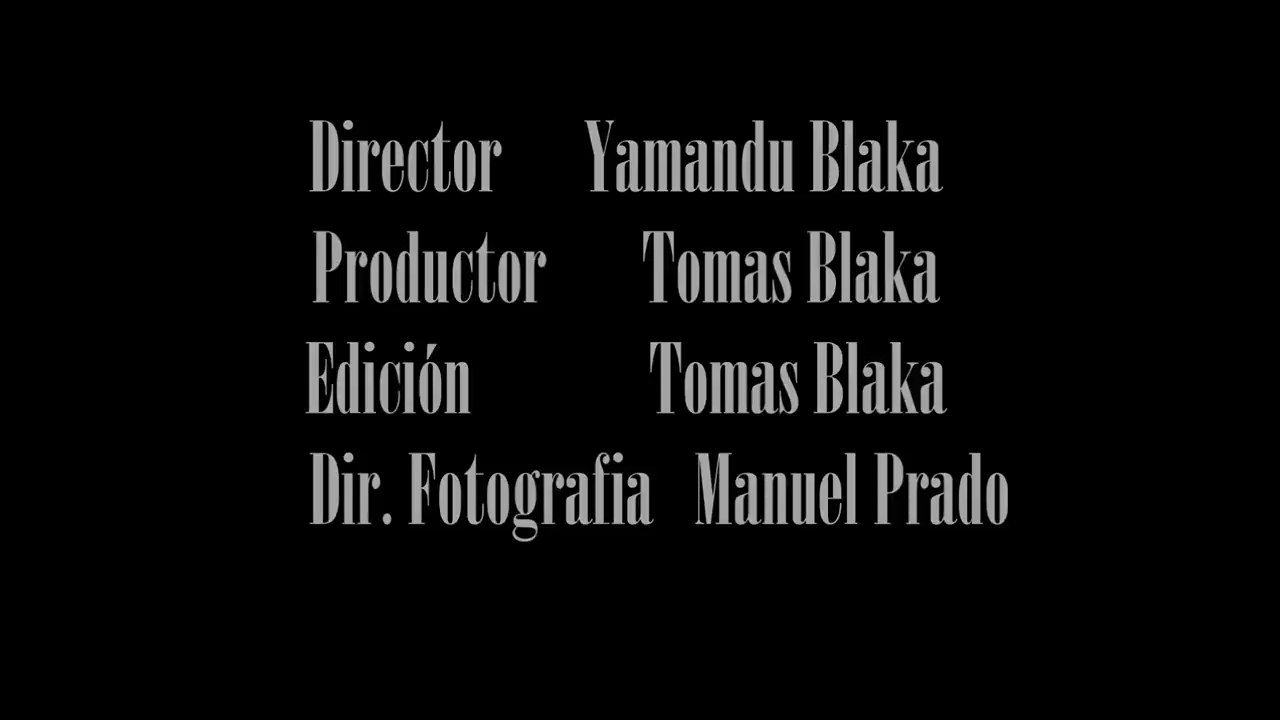 Director Yamandu Blaka
Productor Tomas Blaka
Edición Tomas Blaka
Dir. Fotografia Manuel Prado